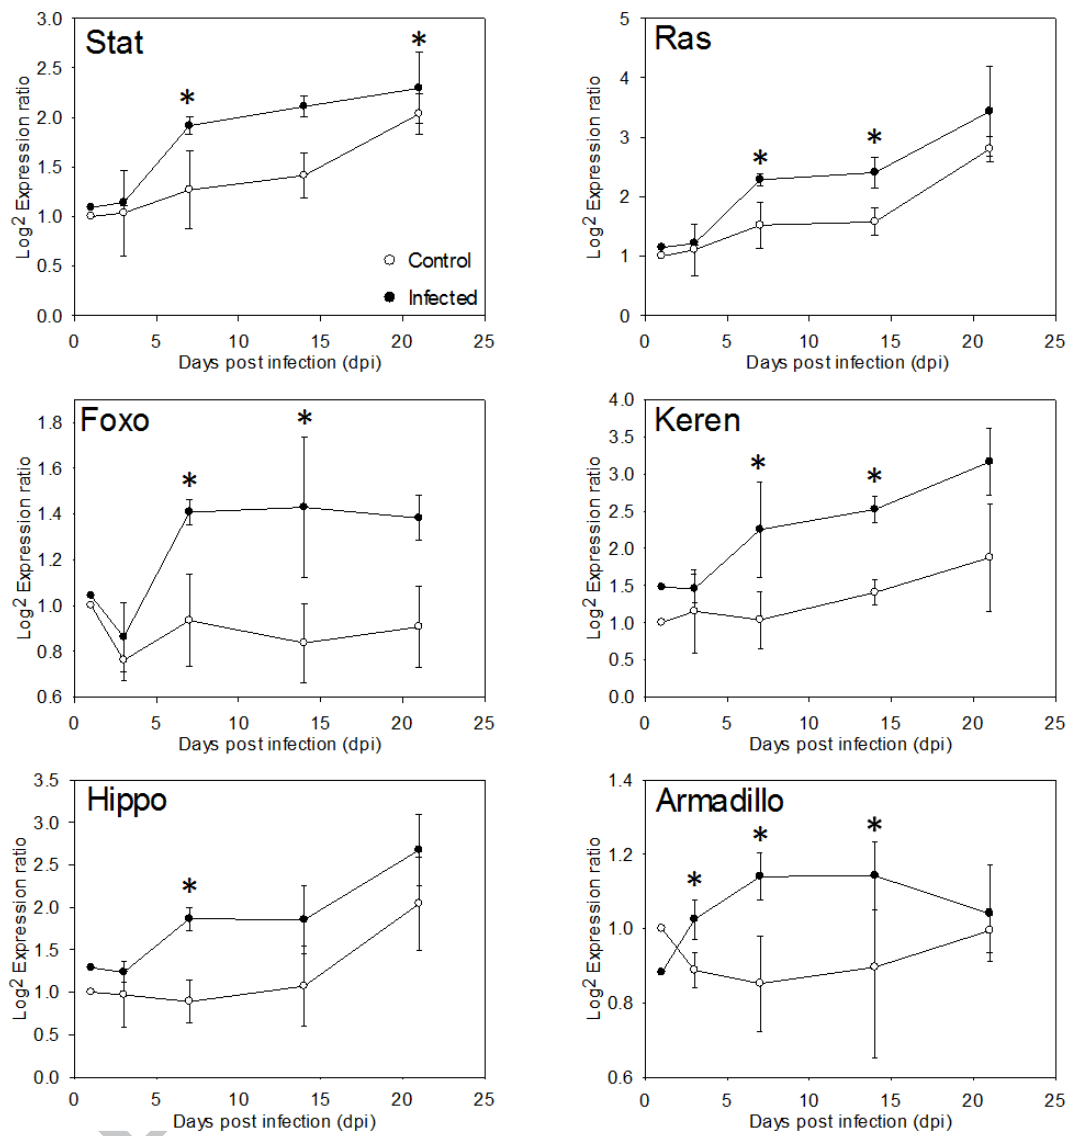 Stat
*
*
3.0
2.5
2.0
1.5
1.0
0.5
0.0
Log2 Expression ratio
Control
Infected
0 5 10 15 20 25
Days post infection (dpi)
Ras
*
*
5
4
3
2
1
0
Log2 Expression ratio
0 5 10 15 20 25
Days post infection (dpi)
Foxo
*
*
1.8
1.6
1.4
1.2
1.0
0.8
0.6
Log2 Expression ratio
0 5 10 15 20 25
Days post infection (dpi)
Keren
*
*
4.0
3.5
3.0
2.5
2.0
1.5
1.0
0.5
0.0
Log2 Expression ratio
0 5 10 15 20 25
Days post infection (dpi)
Hippo
*
3.5
3.0
2.5
2.0
1.5
1.0
0.5
0.0
Log2 Expression ratio
0 5 10 15 20 25
Days post infection (dpi)
Armadillo
*
*
*
1.4
1.2
1.0
0.8
0.6
Log2 Expression ratio
0 5 10 15 20 25
Days post infection (dpi)